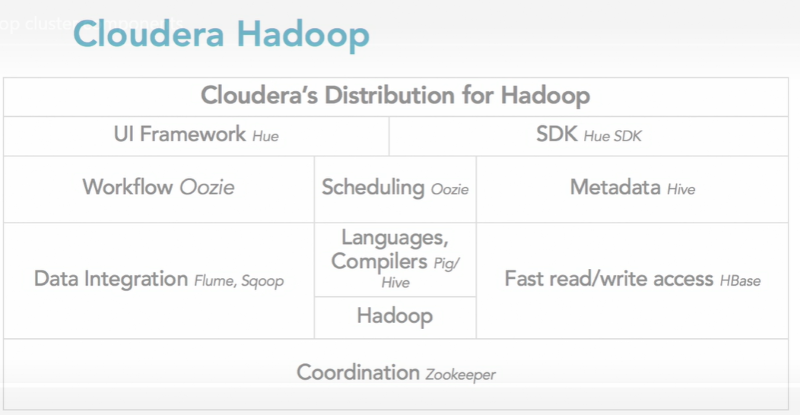 op cluster components
Cloudera Hadoop
Cloudera's Distribution for Hadoop
UI Framework Hue
SDK Hue SDK
Workflow Oozie
Scheduling Oozie
Metadata Hive
Data Integration Flume, Sqoop
Languages,
Compilers Pig/
Hive
Hadoop
Fast read/write access HBase
Coordination Zookeeper